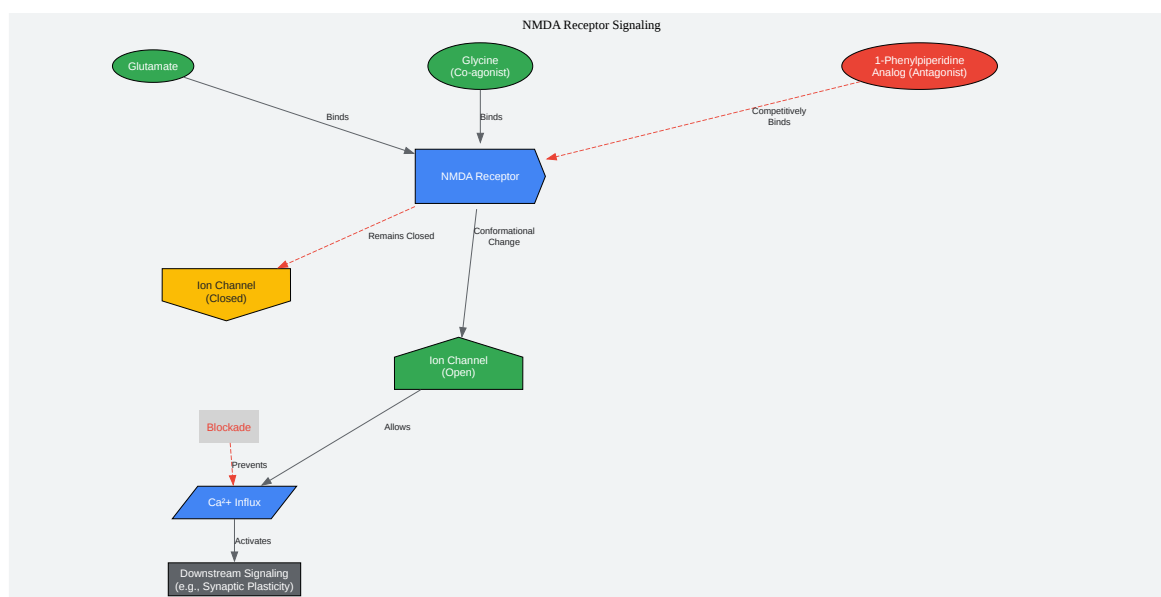 NMDA Receptor Signaling
Glutamate
Glycine
(Co-agonist)
1-Phenylpiperidine
Analog (Antagonist)
Binds
Binds
Competitively
Binds
NMDA Receptor
Remains Closed
Conformational
Change
Ion Channel
(Closed)
Ion Channel
(Open)
Blockade
Allows
Prevents
Ca²+ Influx
Activates
Downstream Signaling
(e.g., Synaptic Plasticity)